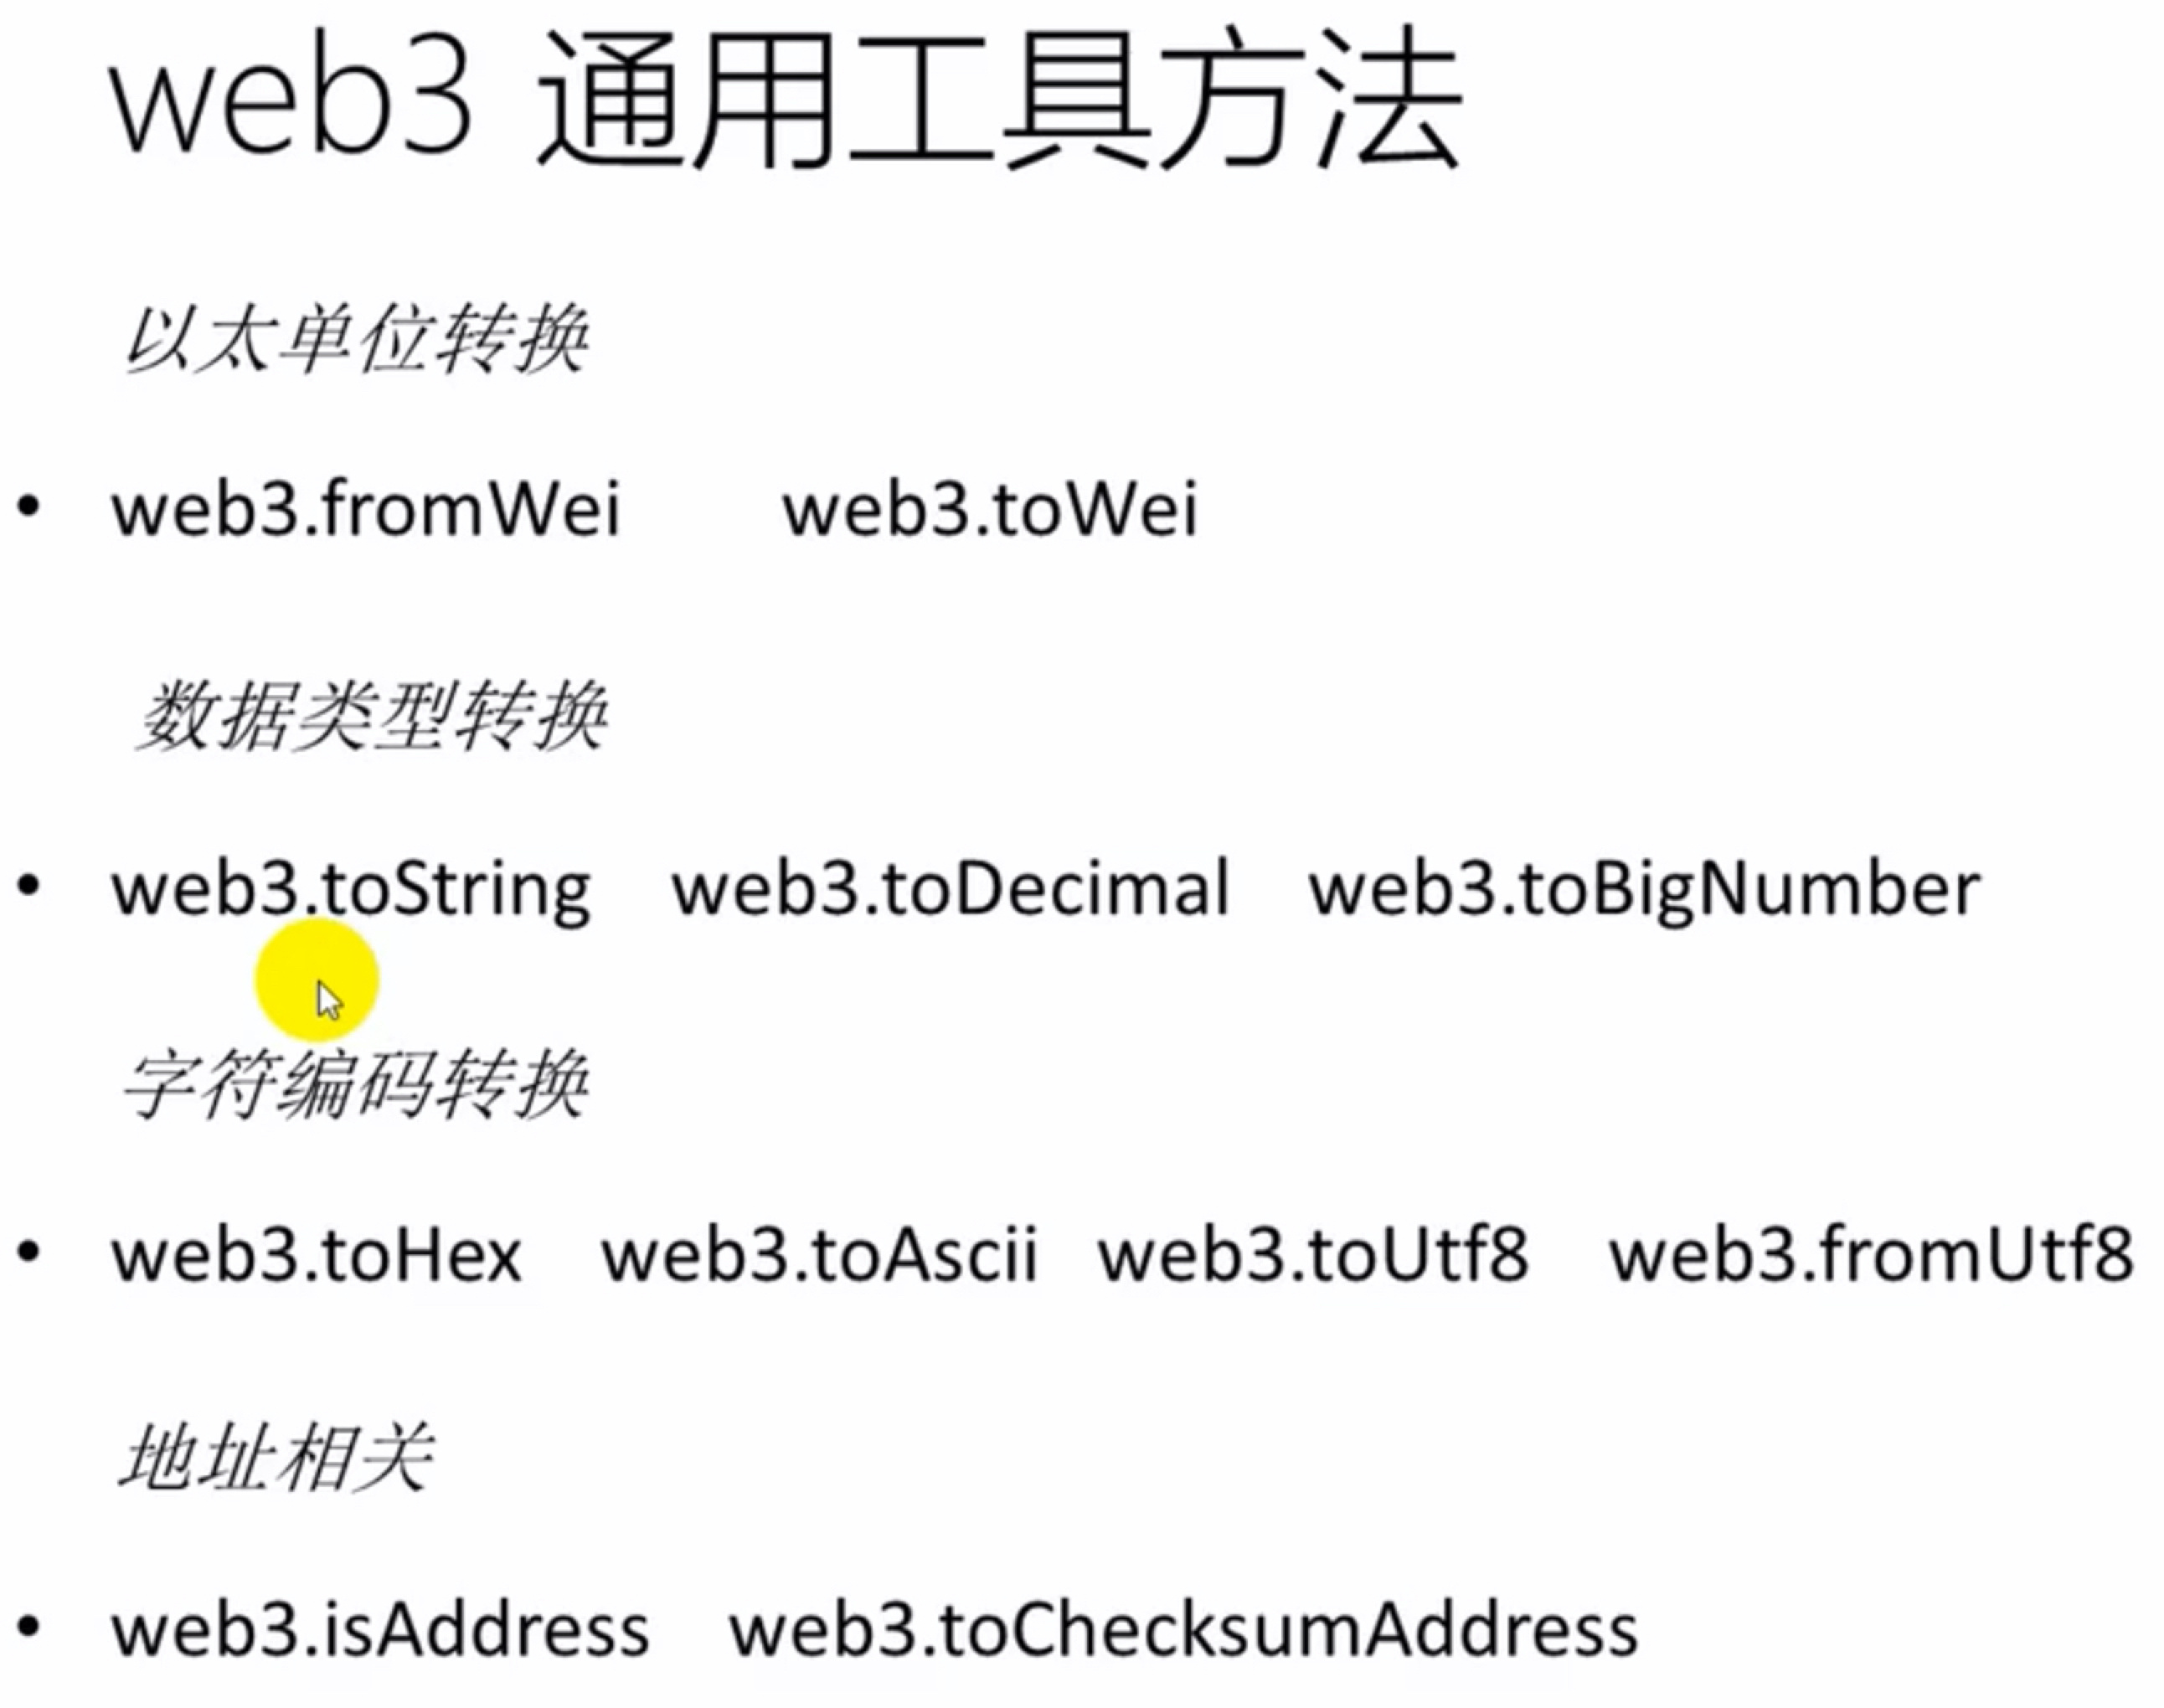 web3 通用工具方法
以太单位转换
• web3.fromWei web3.toWei
数据类型转换
• web3.toString web3.toDecimal web3.toBigNumber
字符编码转换
• web3.toHex web3.toAscii web3.toUtf8 web3.fromUtf8
地址相关
• web3.isAddress web3.toChecksumAddress